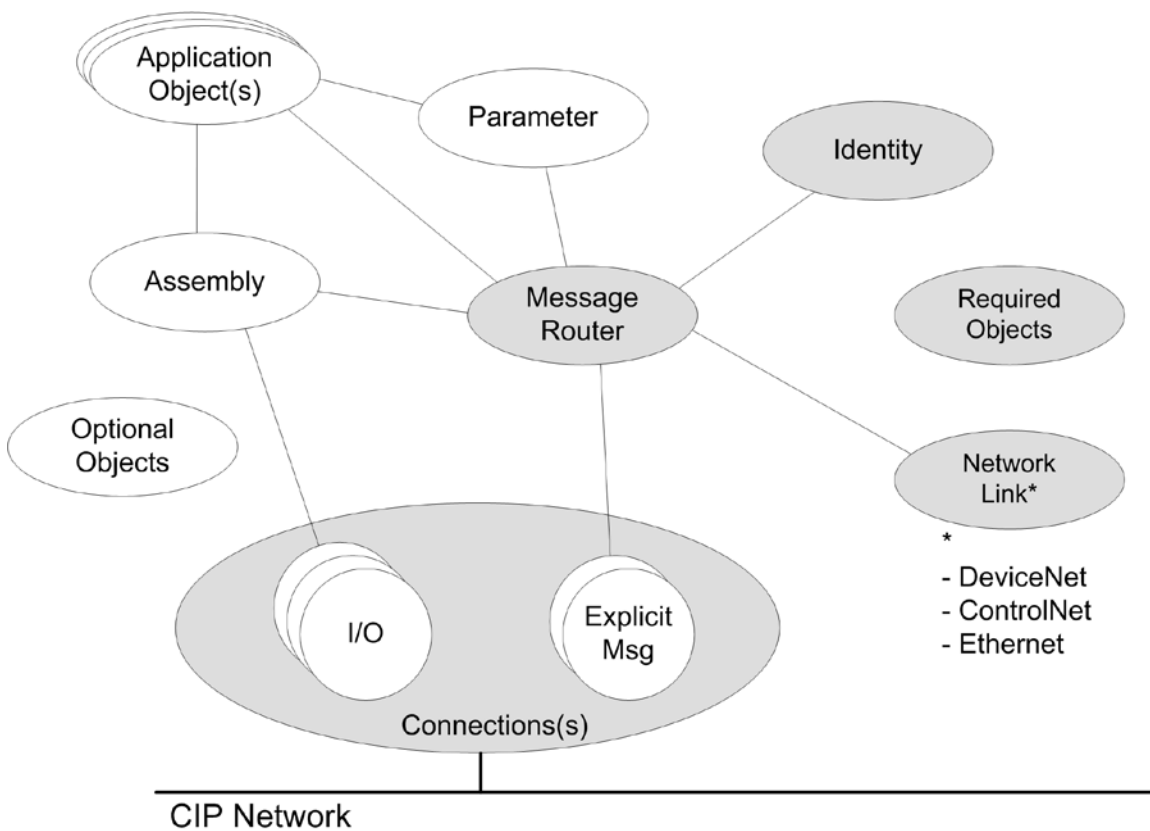 Application
Object(s)
Parameter
Identity
Assembly
Message
Router
Required
Objects
Optional
Objects
Network
Link*
*
- DeviceNet
- ControlNet
- Ethernet
I/O
Explicit
Msg
Connections(s)
CIP Network